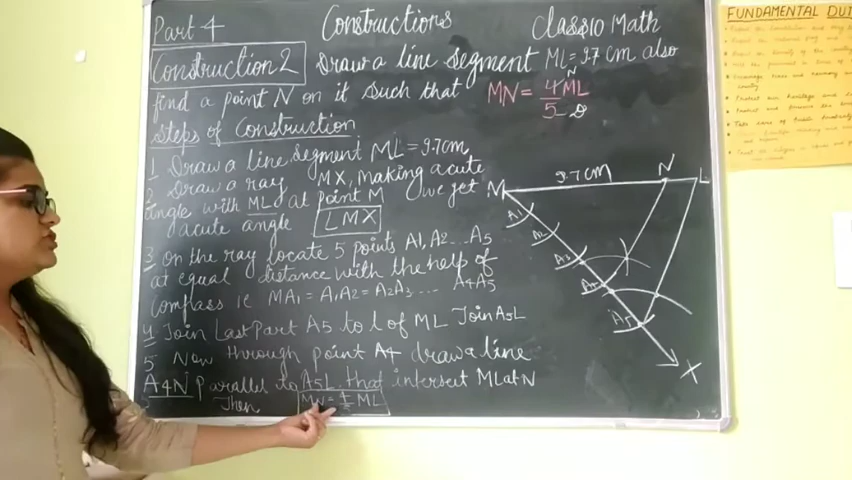 Part 4 Constructions Class10 Math
Construction 2 Draw a line segment ML = 9.7 cm also
find a point N on it such that MN = 4/5 ML
Steps of Construction
1 Draw a line segment ML = 9.7cm
2 Draw a ray MX, making acute
angle with ML at point M we get
acute angle LMX
3 On the ray locate 5 points A1, A2 ... A5
at equal distance with the help of
compass ie MA1 = A1A2 = A2A3 ... A4A5
4 Join Last Part A5 to l of ML Join A5L
5 Now through point A4 draw a line
A4N parallel to A5L. that intersect ML at N
Then MN = 4/5 ML
M 9.7 cm N L
A1
A2
A3
A4
A5
X
FUNDAMENTAL DUT